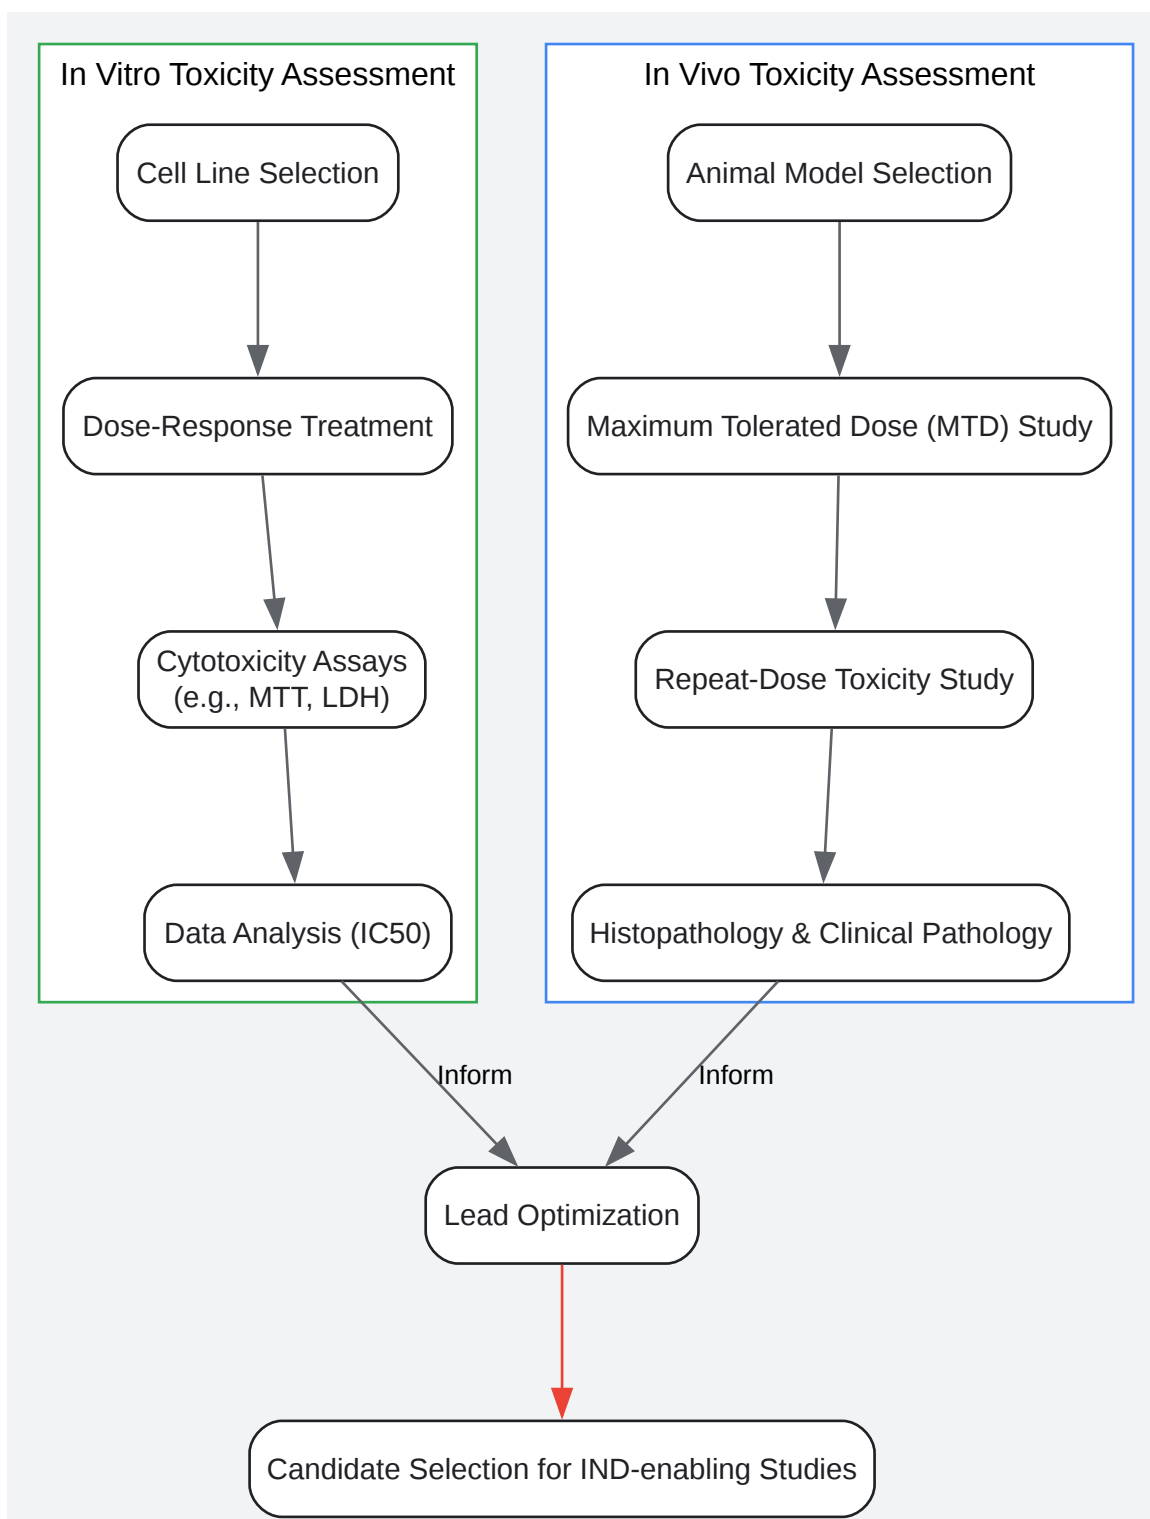 In Vitro Toxicity Assessment
Cell Line Selection
Dose-Response Treatment
Cytotoxicity Assays
(e.g., MTT, LDH)
Data Analysis (IC50)
In Vivo Toxicity Assessment
Animal Model Selection
Maximum Tolerated Dose (MTD) Study
Repeat-Dose Toxicity Study
Histopathology & Clinical Pathology
Inform
Inform
Lead Optimization
Candidate Selection for IND-enabling Studies